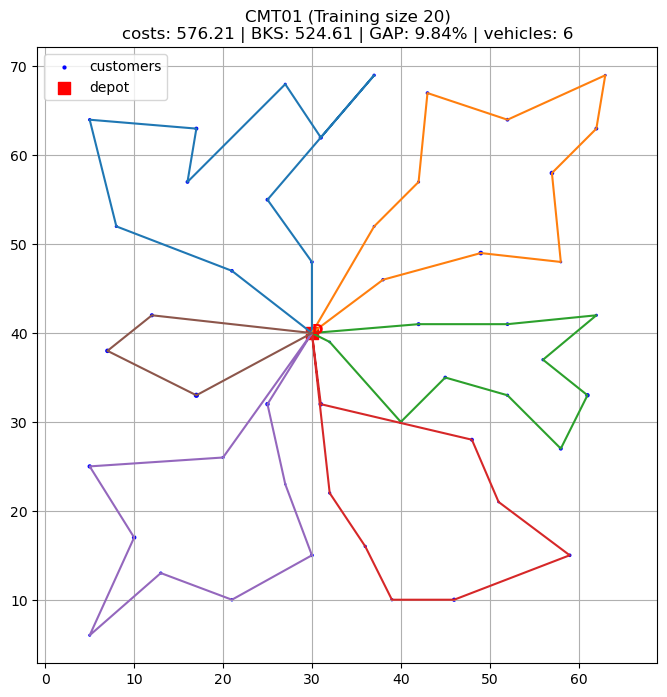 CMT01 (Training size 20)
costs: 576.21 | BKS: 524.61 | GAP: 9.84% | vehicles: 6
customers
depot
70
60
50
40
30
20
10
D
0 10 20 30 40 50 60